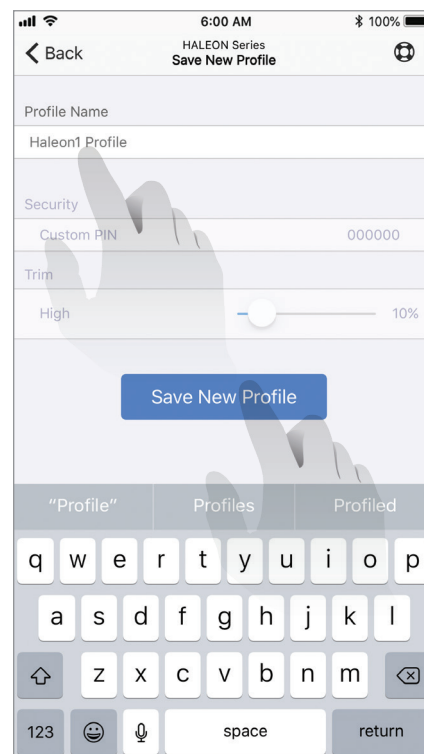 6:00 AM 100%
Back
HALEON Series
Save New Profile
Profile Name
Haleon1 Profile
Security
Custom PIN 000000
Trim
High 10%
Save New Profile
“Profile” Profiles Profiled
q w e r t y u i o p
a s d f g h j k l
z x c v b n m
123 space return